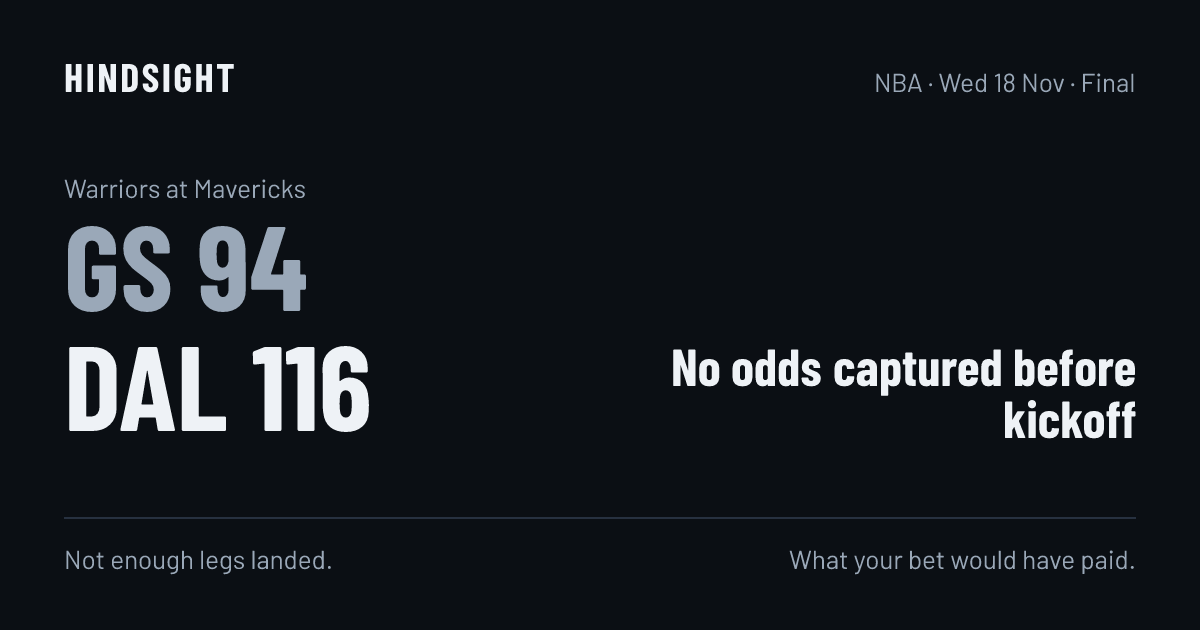 HINDSIGHT
NBA · Wed 18 Nov · Final
Warriors at Mavericks
GS 94
DAL 116
No odds captured before
kickoff
Not enough legs landed.
What your bet would have paid.